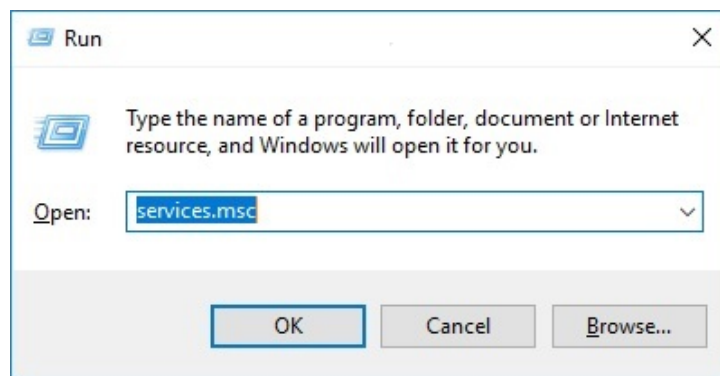 Run
Type the name of a program, folder, document or Internet
resource, and Windows will open it for you.
Open: services.msc
OK Cancel Browse...